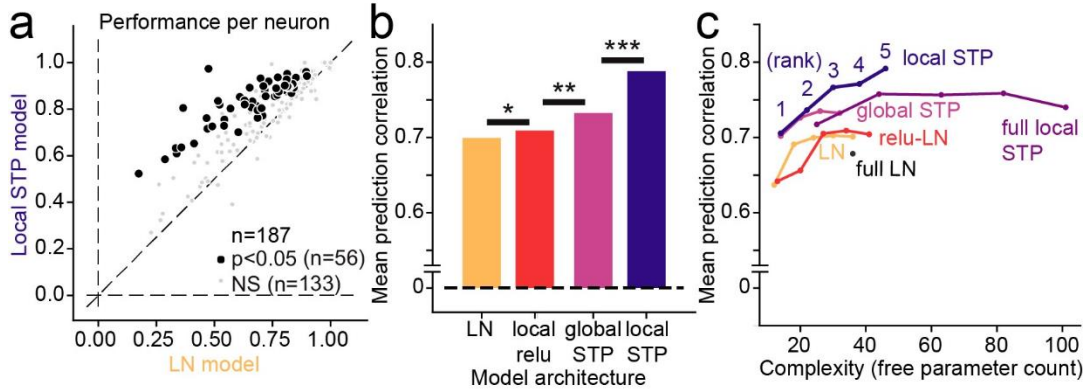 a
Performance per neuron
Local STP model
1.0
0.8
0.6
0.4
0.2
0.0
n=187
p<0.05 (n=56)
NS (n=133)
0.00 0.25 0.50 0.75 1.00
LN model
b
Mean prediction correlation
0.8
0.7
0.6
0
*
**
***
LN
local relu
global STP
local STP
Model architecture
c
Mean prediction correlation
0.8
0.7
0.6
0
(rank)
1 2 3 4 5
local STP
global STP
relu-LN
LN
full LN
full local
STP
20 40 60 80 100
Complexity (free parameter count)